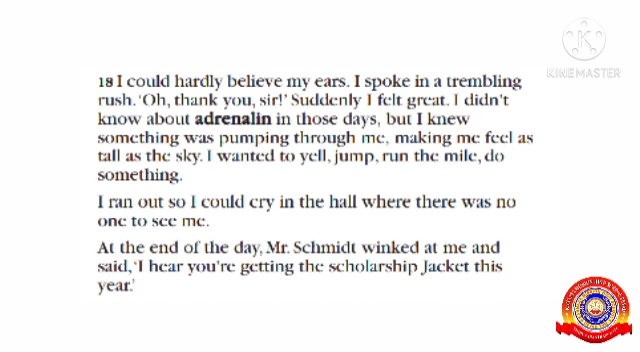 KINEMASTER
18 I could hardly believe my ears. I spoke in a trembling
rush. 'Oh, thank you, sir!' Suddenly I felt great. I didn't
know about adrenalin in those days, but I knew
something was pumping through me, making me feel as
tall as the sky. I wanted to yell, jump, run the mile, do
something.
I ran out so I could cry in the hall where there was no
one to see me.
At the end of the day, Mr. Schmidt winked at me and
said, 'I hear you're getting the scholarship Jacket this
year.'